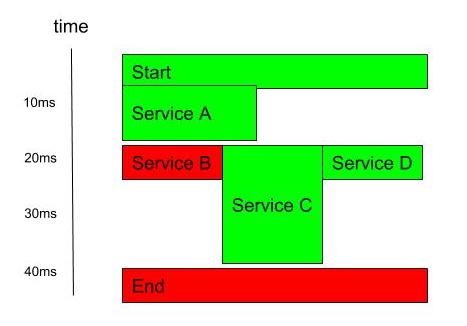 time
Start
10ms
Service A
20ms
Service B
Service D
30ms
Service C
40ms
End